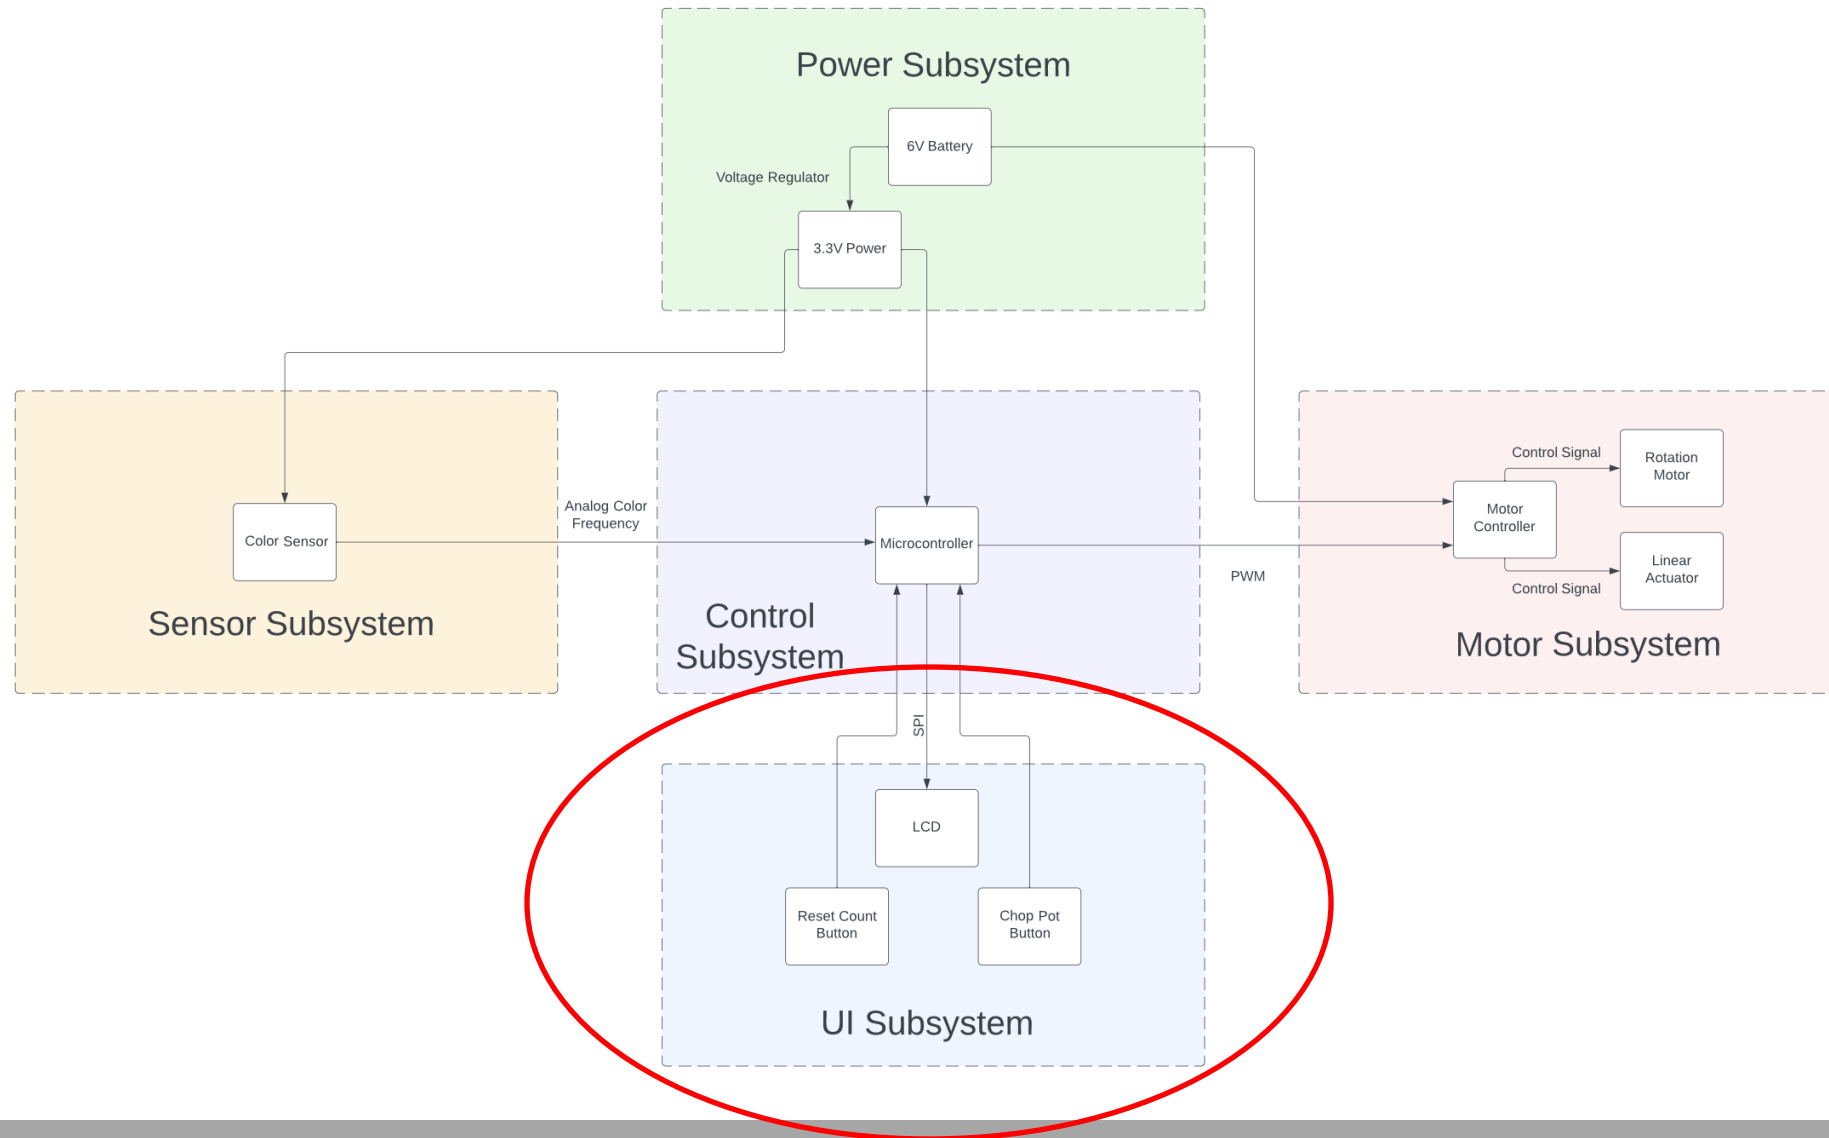 Power Subsystem
6V Battery
Voltage Regulator
3.3V Power
Color Sensor
Sensor Subsystem
Analog Color
Frequency
Microcontroller
Control
Subsystem
PWM
Control Signal
Rotation
Motor
Motor
Controller
Linear
Actuator
Control Signal
Motor Subsystem
SPI
LCD
Reset Count
Button
Chop Pot
Button
UI Subsystem